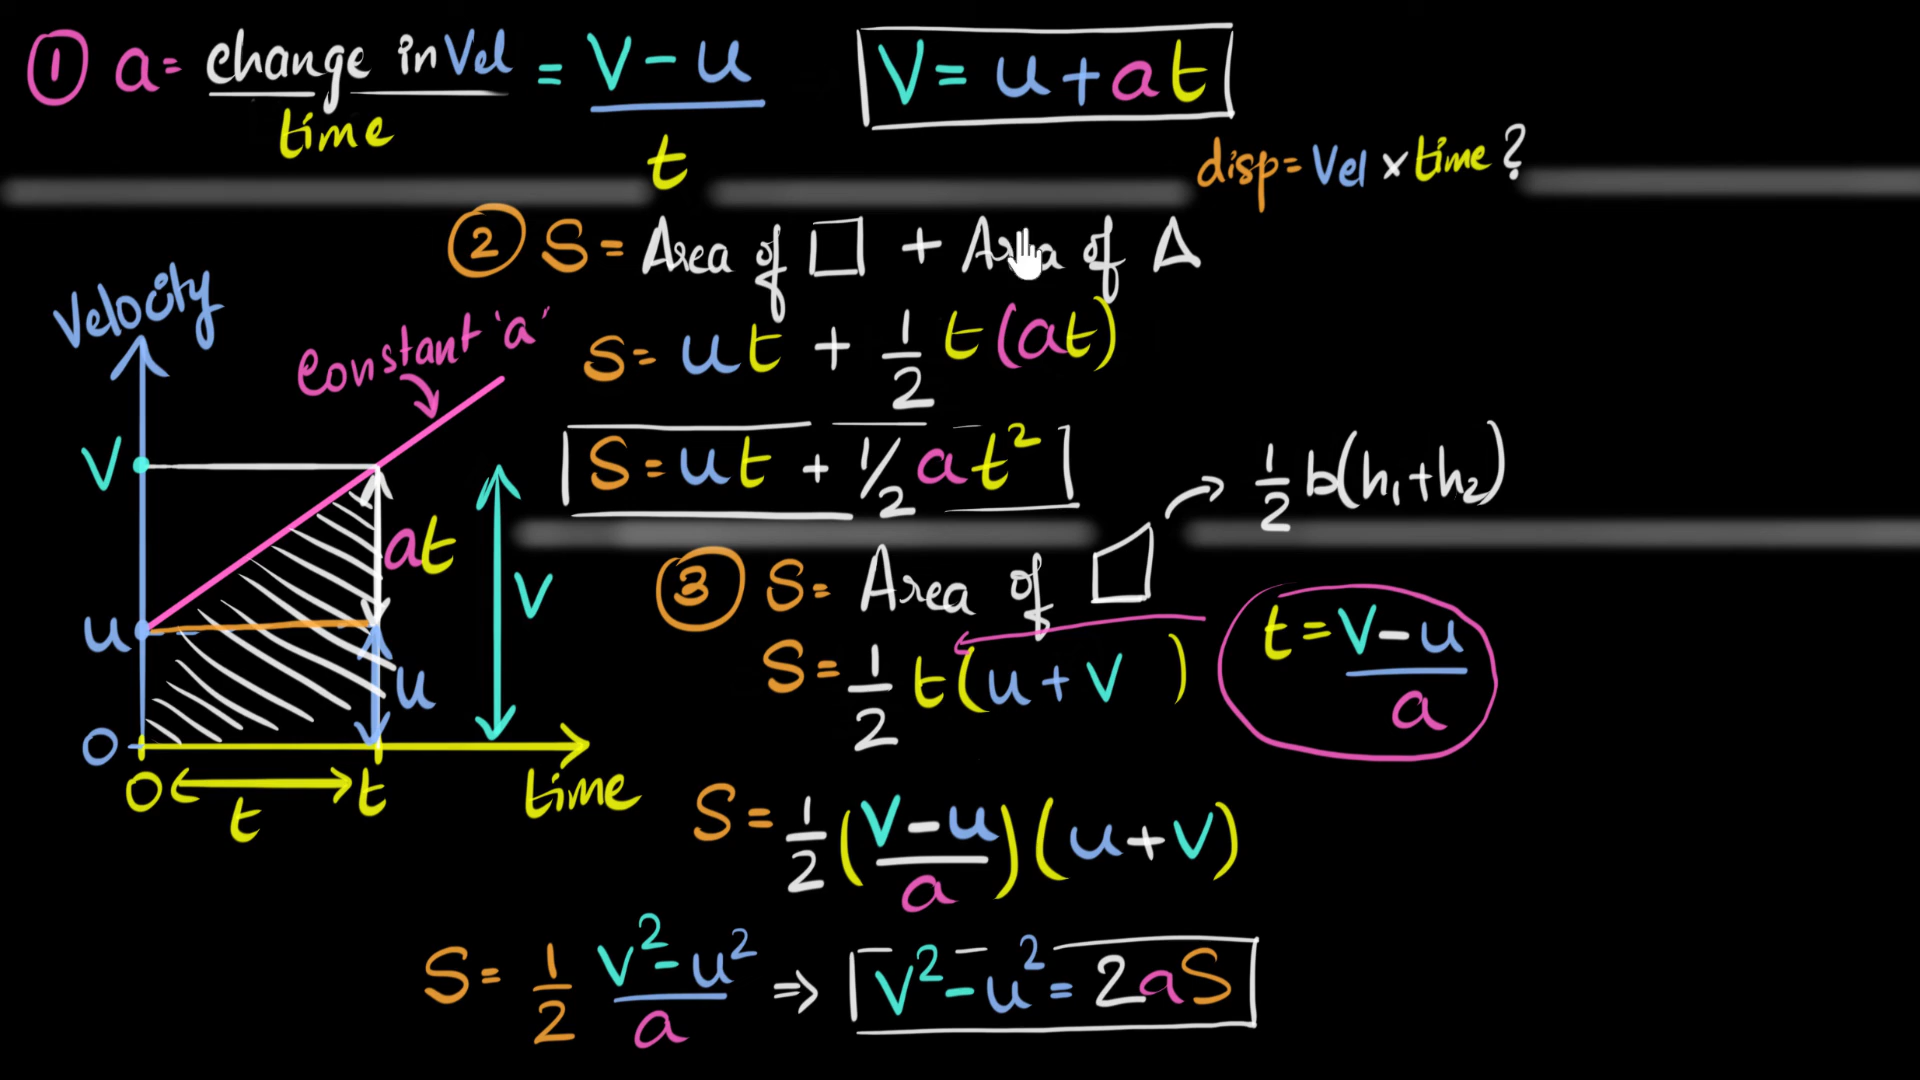 ① a = change in Vel / time = V - u / t
V = u + at
disp = Vel × time ?
② S = Area of □ + Area of Δ
S = ut + 1/2 t(at)
S = ut + 1/2 at²
Velocity
Constant 'a'
V
at
V
u
u
0
0
t
t
time
③ S = Area of
1/2 b(h₁+h₂)
S = 1/2 t(u + V)
t = V - u / a
S = 1/2 (V - u / a)(u + V)
S = 1/2 V² - u² / a ⇒ V² - u² = 2aS